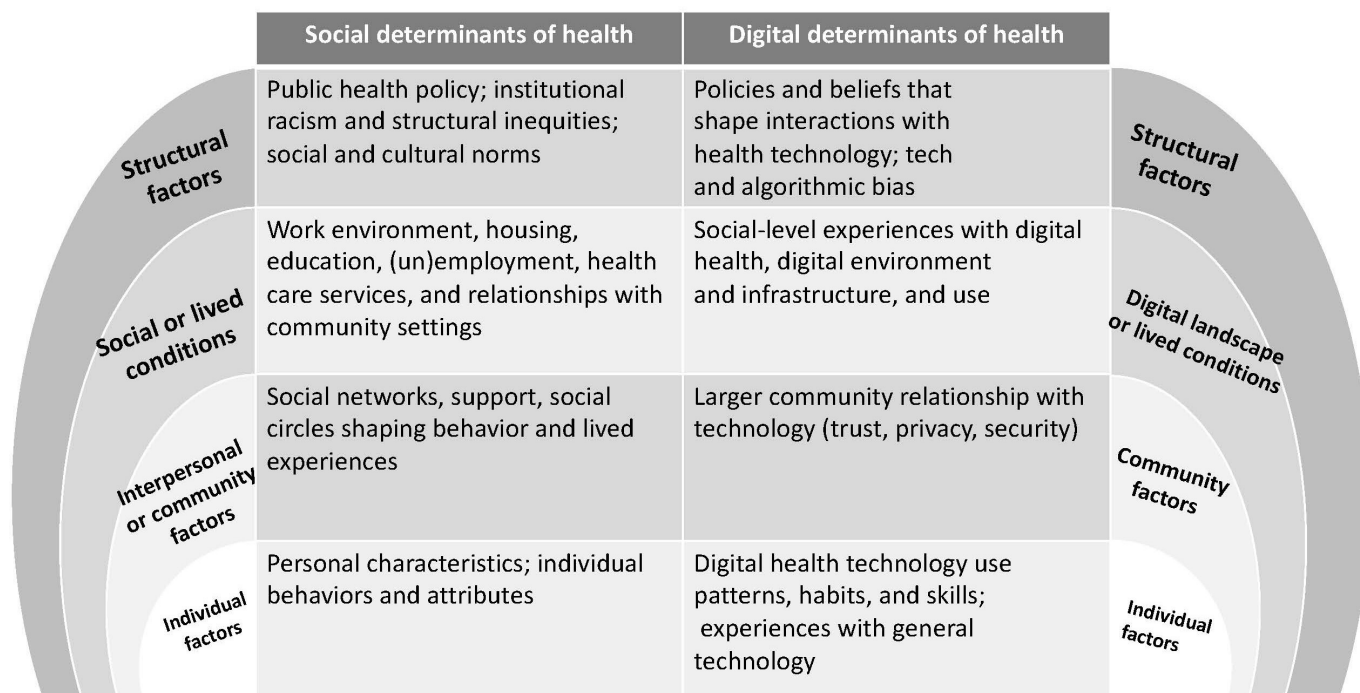 Social determinants of health
Digital determinants of health
Structural
factors
Public health policy; institutional
racism and structural inequities;
social and cultural norms
Policies and beliefs that
shape interactions with
health technology; tech
and algorithmic bias
Structural
factors
Social or lived
conditions
Work environment, housing,
education, (un)employment, health
care services, and relationships with
community settings
Social-level experiences with digital
health, digital environment
and infrastructure, and use
Digital landscape
or lived conditions
Interpersonal
or community
factors
Social networks, support, social
circles shaping behavior and lived
experiences
Larger community relationship with
technology (trust, privacy, security)
Community
factors
Individual
factors
Personal characteristics; individual
behaviors and attributes
Digital health technology use
patterns, habits, and skills;
experiences with general
technology
Individual
factors